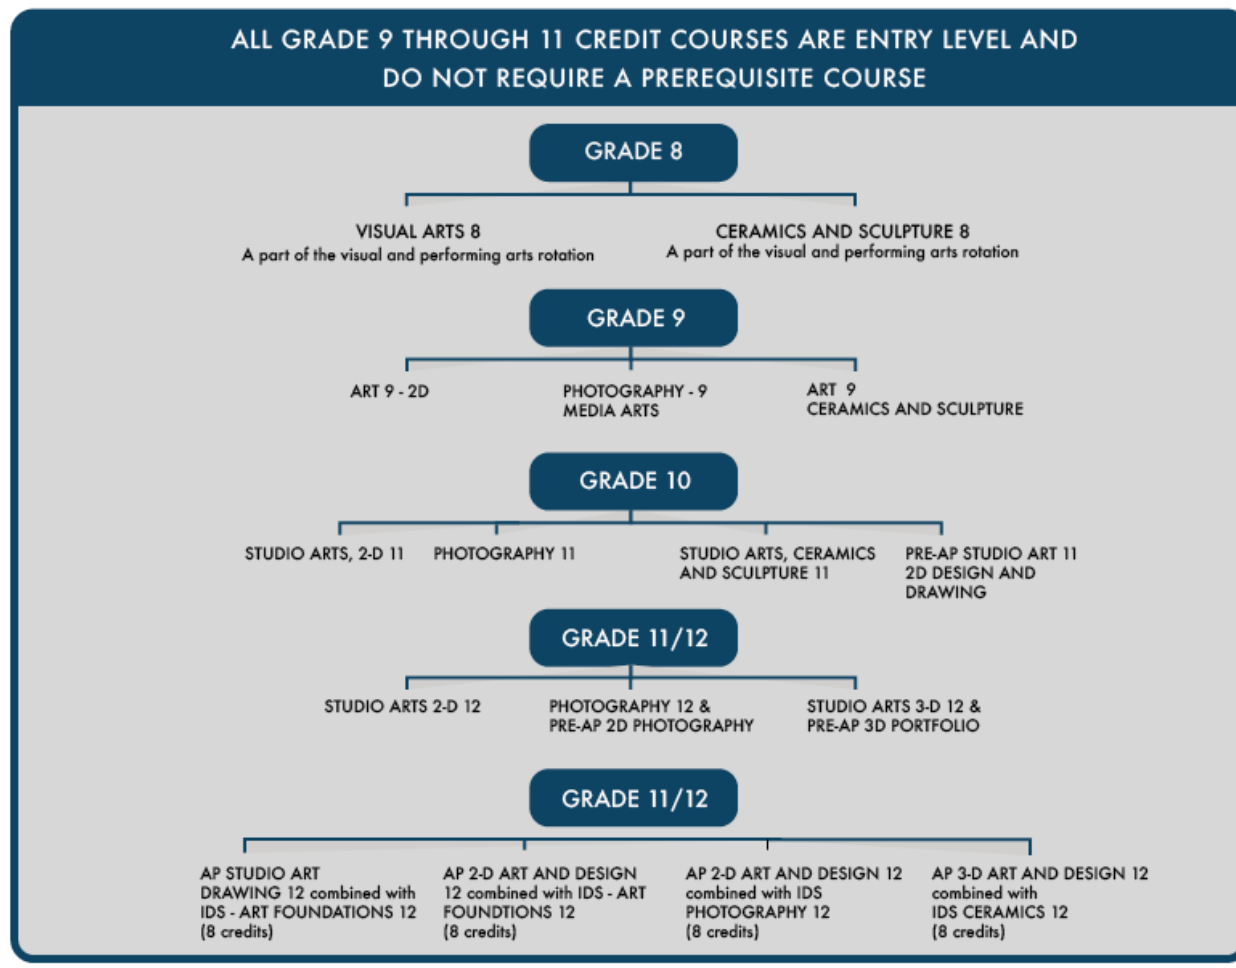 ALL GRADE 9 THROUGH 11 CREDIT COURSES ARE ENTRY LEVEL AND
DO NOT REQUIRE A PREREQUISITE COURSE
GRADE 8
VISUAL ARTS 8
A part of the visual and performing arts rotation
CERAMICS AND SCULPTURE 8
A part of the visual and performing arts rotation
GRADE 9
ART 9 - 2D
PHOTOGRAPHY - 9
MEDIA ARTS
ART 9
CERAMICS AND SCULPTURE
GRADE 10
STUDIO ARTS, 2-D 11
PHOTOGRAPHY 11
STUDIO ARTS, CERAMICS
AND SCULPTURE 11
PRE-AP STUDIO ART 11
2D DESIGN AND
DRAWING
GRADE 11/12
STUDIO ARTS 2-D 12
PHOTOGRAPHY 12 &
PRE-AP 2D PHOTOGRAPHY
STUDIO ARTS 3-D 12 &
PRE-AP 3D PORTFOLIO
GRADE 11/12
AP STUDIO ART
DRAWING 12 combined with
IDS - ART FOUNDATIONS 12
(8 credits)
AP 2-D ART AND DESIGN
12 combined with IDS - ART
FOUNDTIONS 12
(8 credits)
AP 2-D ART AND DESIGN 12
combined with IDS
PHOTOGRAPHY 12
(8 credits)
AP 3-D ART AND DESIGN 12
combined with
IDS CERAMICS 12
(8 credits)